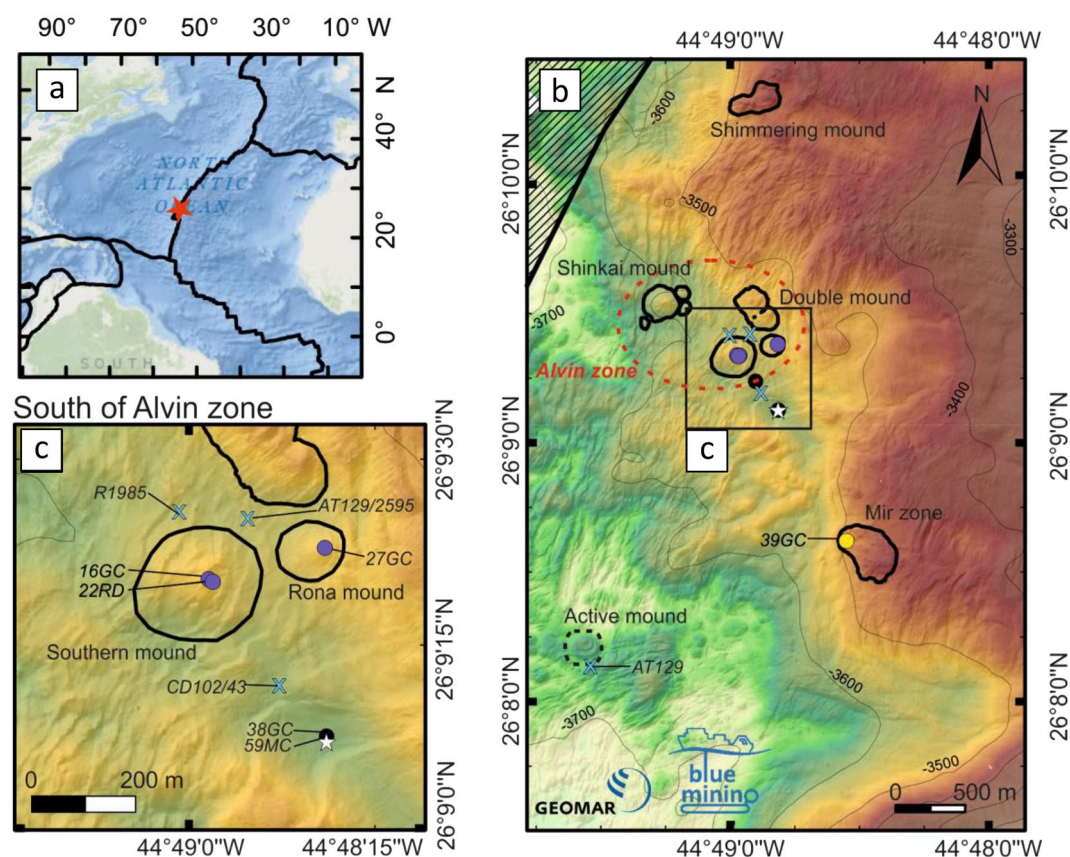 90° 70° 50° 30° 10° W
a
N
40°
20°
0°
NORTH
ATLANTIC
OCEAN
SOUTH
South of Alvin zone
c
R1985
AT129/2595
16GC
22RD
27GC
Rona mound
Southern mound
CD102/43
38GC
59MC
0 200 m
26°9'30"N
26°9'15"N
26°9'0"N
44°49'0"W 44°48'15"W
44°49'0"W 44°48'0"W
b
N
-3600
Shimmering mound
-3500
-3300
Shinkai mound
Double mound
-3700
Alvin zone
-3400
c
Mir zone
39GC
Active mound
AT129
-3600
-3700
-3500
GEOMAR
blue
mining
0 500 m
26°10'0"N
26°9'0"N
26°8'0"N
26°10'0"N
26°9'0"N
26°8'0"N
44°49'0"W 44°48'0"W